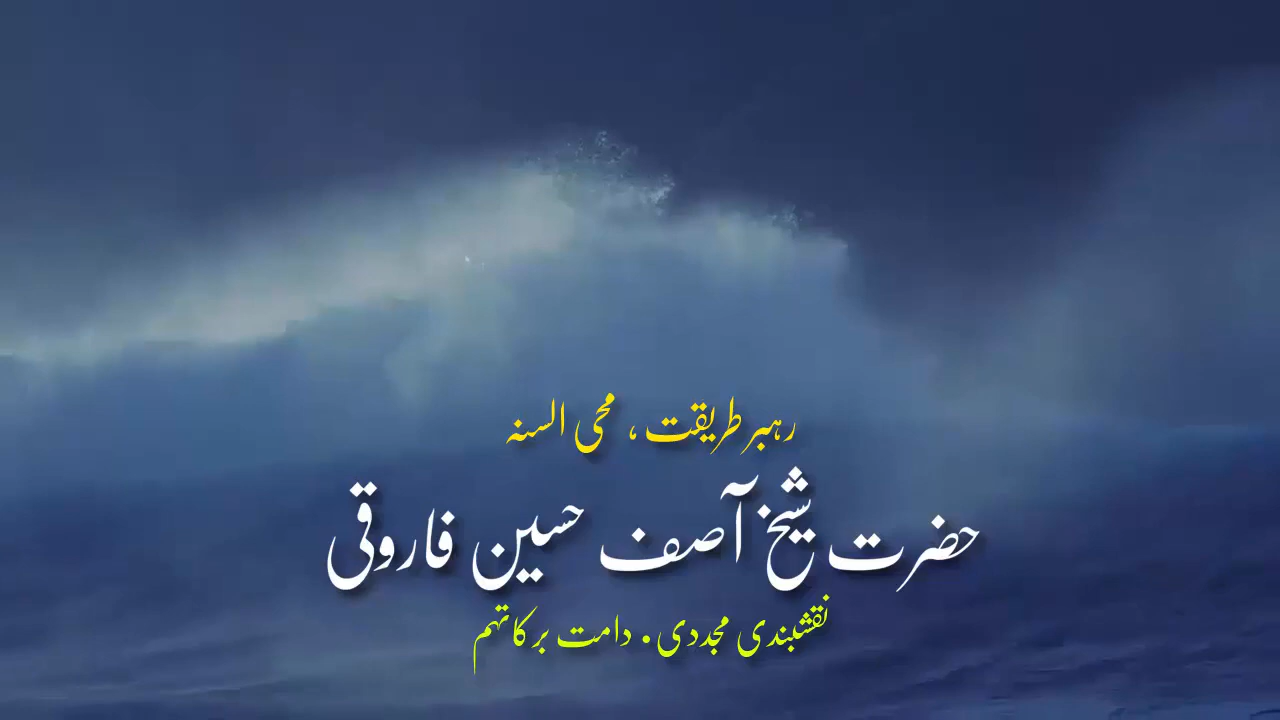 رہبر طریقت، محی السنہ
حضرت شیخ آصف حسین فاروقی
نقشبندی مجددی. دامت برکاتہم